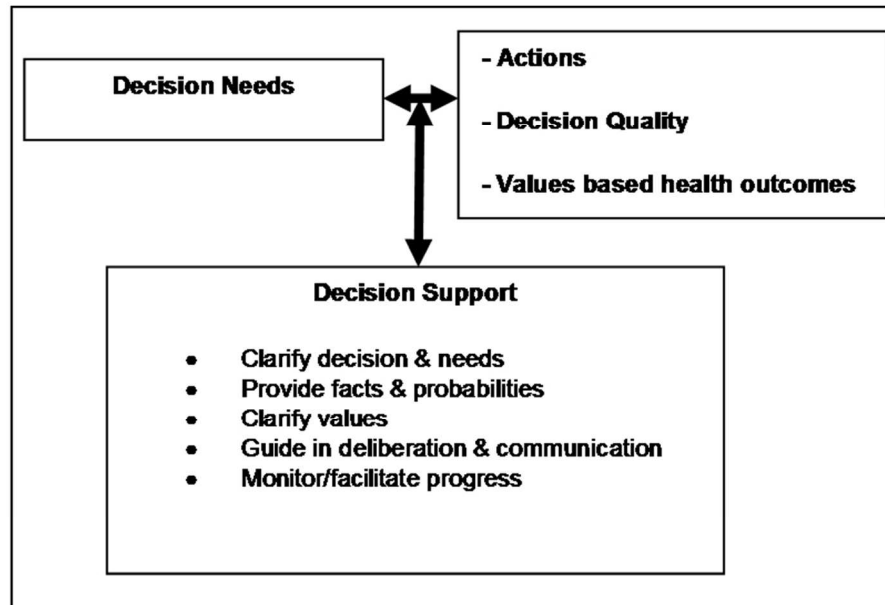 Decision Needs
- Actions
- Decision Quality
- Values based health outcomes
Decision Support
• Clarify decision & needs
• Provide facts & probabilities
• Clarify values
• Guide in deliberation & communication
• Monitor/facilitate progress